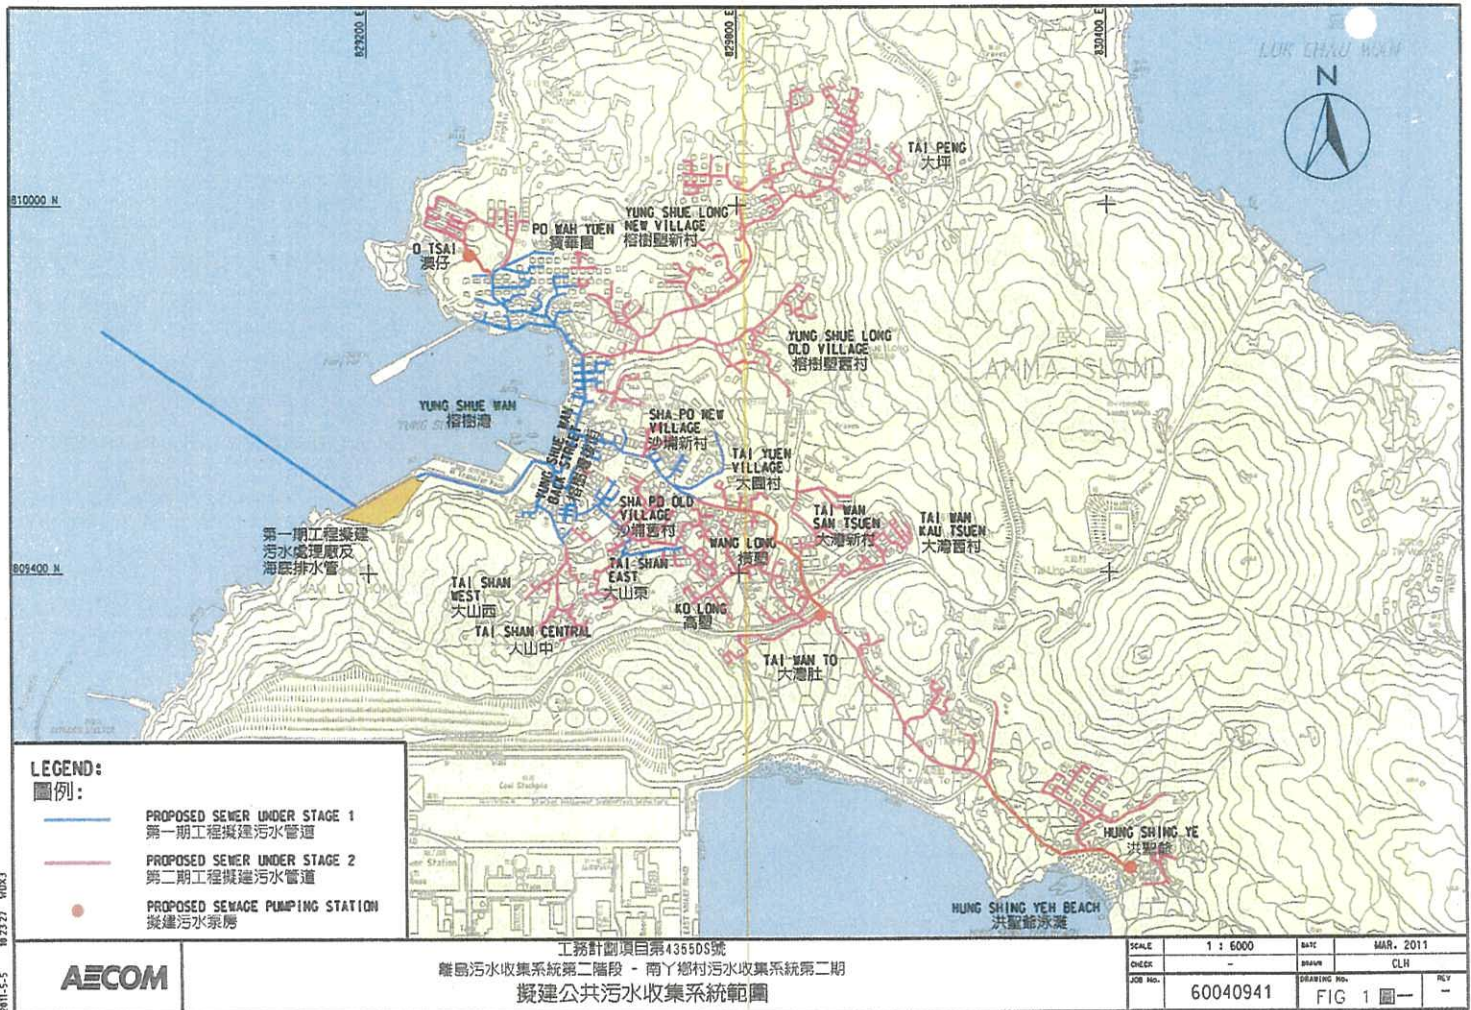 829200 E
829800 E
830400 E
LUK CHAU WAN
N
810000 N
TAI PENG
大坪
YUNG SHUE LONG
NEW VILLAGE
榕樹塱新村
PO WAH YUEN
寶華園
O TSAI
澳仔
YUNG SHUE LONG
OLD VILLAGE
榕樹塱舊村
南丫島
LAMMA ISLAND
YUNG SHUE WAN
榕樹灣
YUNG SHUE WAN
BACK STREET
SHA PO NEW
VILLAGE
沙埔新村
TAI YUEN
VILLAGE
大園村
SHA PO OLD
VILLAGE
沙埔舊村
TAI WAN
SAN TSUEN
大灣新村
TAI WAN
KAU TSUEN
大灣舊村
WANG LONG
橫塱
第一期工程擬建
污水處理廠及
海底排水管
809400 N
TAI SHAN
EAST
大山東
TAI SHAN
WEST
大山西
KO LONG
高塱
TAI SHAN CENTRAL
大山中
TAI WAN TO
大灣肚
HUNG SHING YE
洪聖爺
HUNG SHING YEH BEACH
洪聖爺泳灘
Coal Stockpile
LEGEND:
圖例:
PROPOSED SEWER UNDER STAGE 1
第一期工程擬建污水管道
PROPOSED SEWER UNDER STAGE 2
第二期工程擬建污水管道
PROPOSED SEWAGE PUMPING STATION
擬建污水泵房
AECOM
工務計劃項目第4355DS號
離島污水收集系統第二階段 - 南丫鄉村污水收集系統第二期
擬建公共污水收集系統範圍
SCALE 1 : 6000
DATE MAR. 2011
CHECK -
DRAWN CLH
JOB No. 60040941
DRAWING No. FIG 1 圖一
REV -